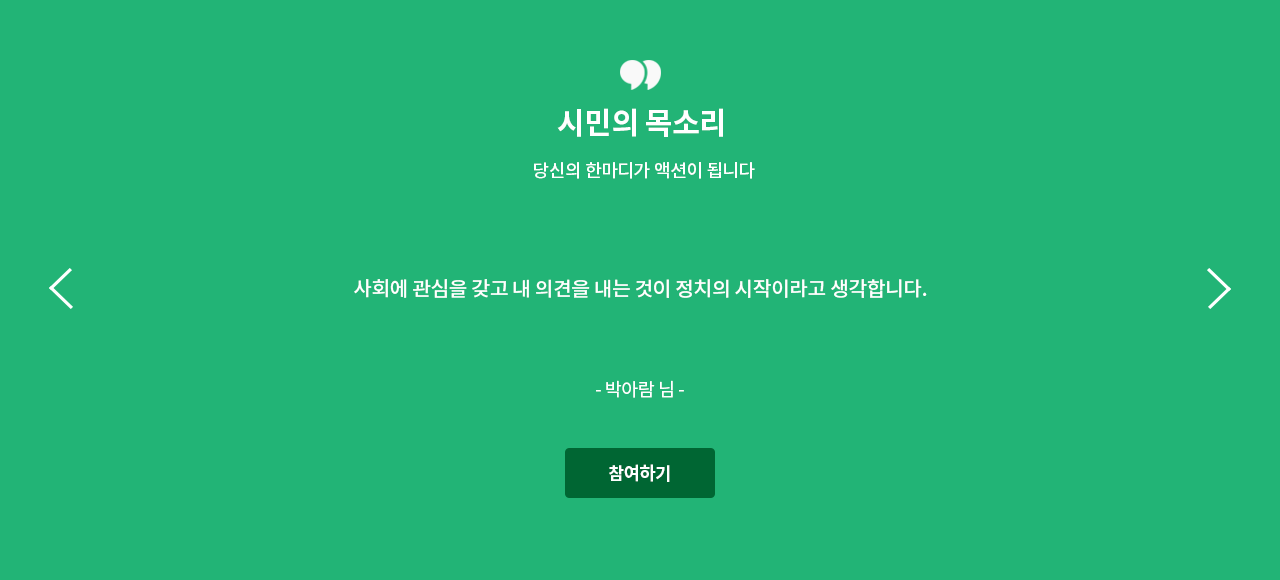 시민의 목소리
당신의 한마디가 액션이 됩니다
사회에 관심을 갖고 내 의견을 내는 것이 정치의 시작이라고 생각합니다.
- 박아람 님 -
참여하기